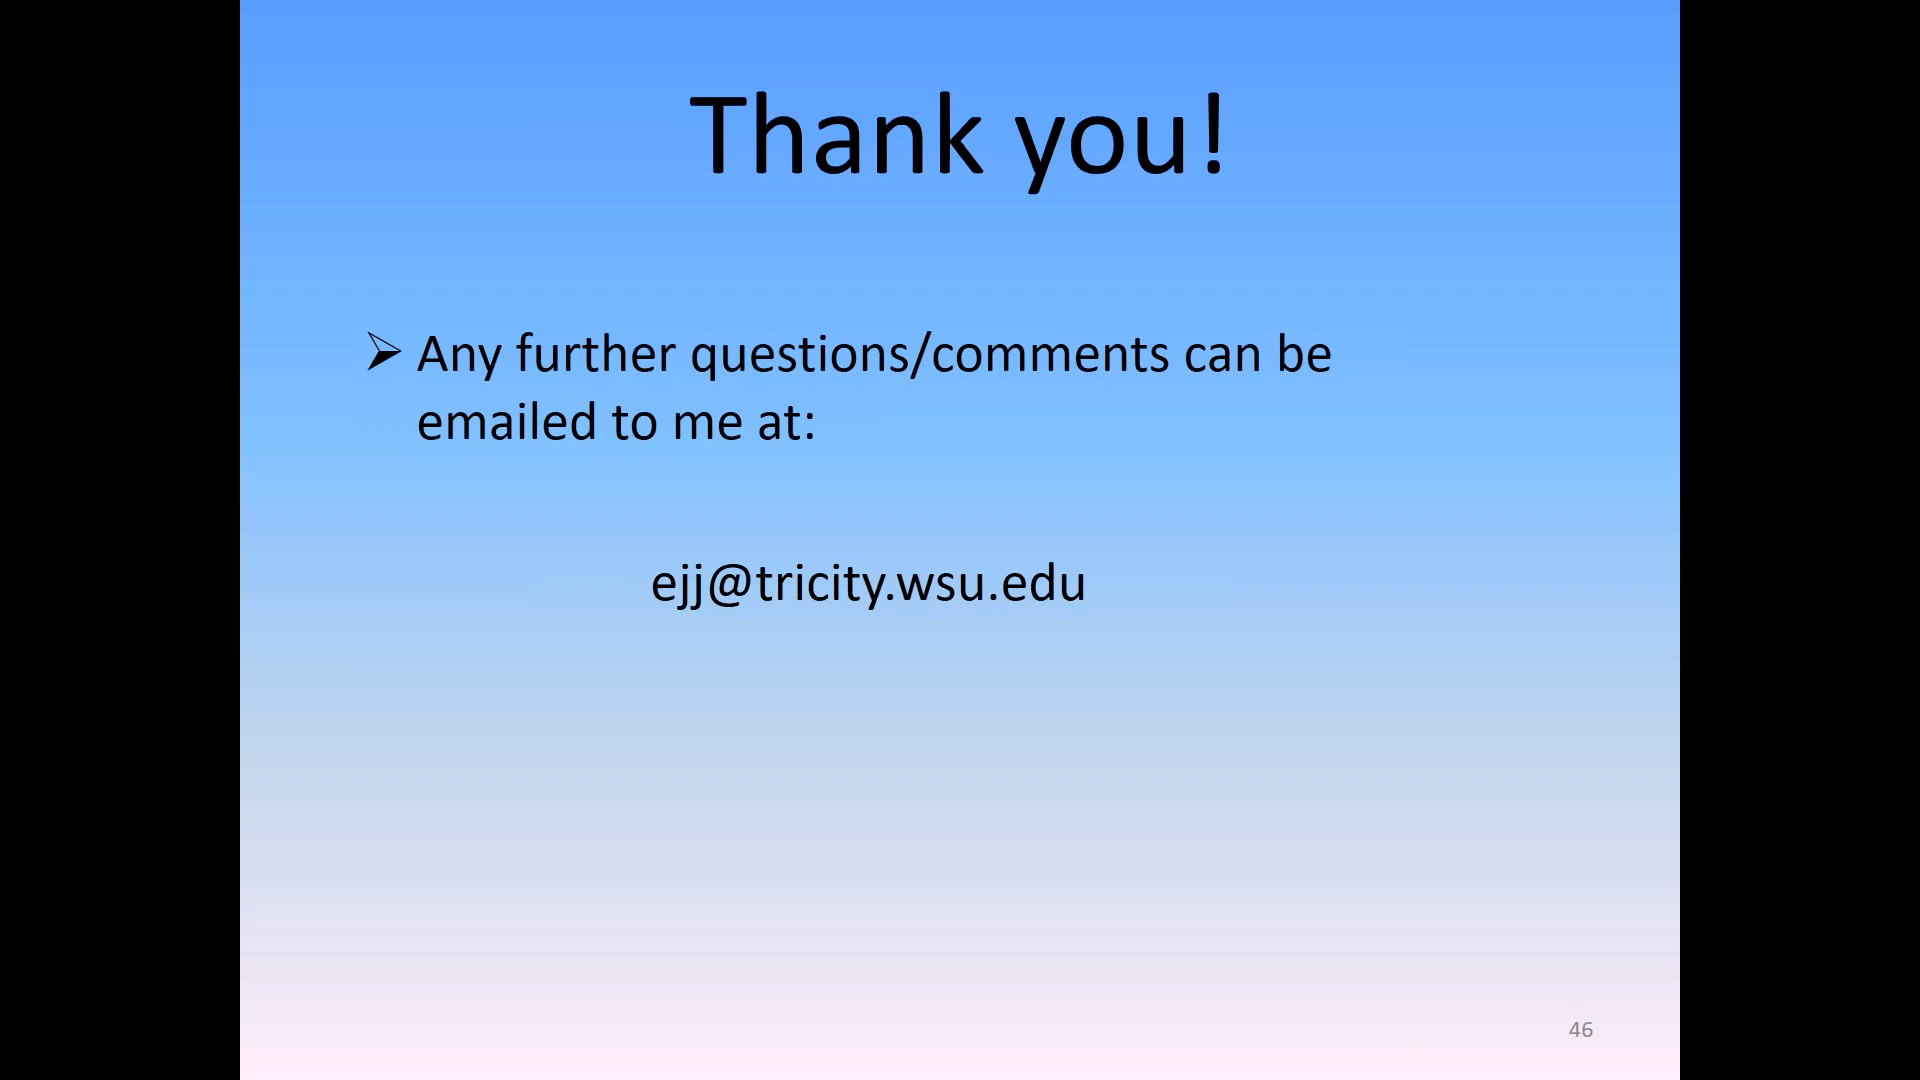 Thank you!
➢ Any further questions/comments can be
emailed to me at:
ejj@tricity.wsu.edu
46